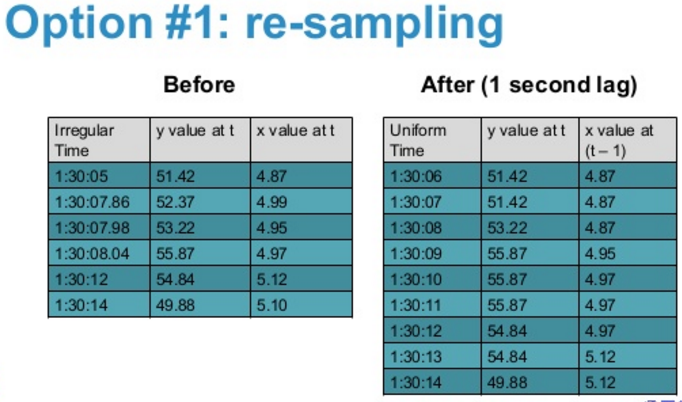 Option #1: re-sampling
Before
Irregular Time | y value at t | x value at t
1:30:05 | 51.42 | 4.87
1:30:07.86 | 52.37 | 4.99
1:30:07.98 | 53.22 | 4.95
1:30:08.04 | 55.87 | 4.97
1:30:12 | 54.84 | 5.12
1:30:14 | 49.88 | 5.10
After (1 second lag)
Uniform Time | y value at t | x value at (t – 1)
1:30:06 | 51.42 | 4.87
1:30:07 | 51.42 | 4.87
1:30:08 | 53.22 | 4.87
1:30:09 | 55.87 | 4.95
1:30:10 | 55.87 | 4.97
1:30:11 | 55.87 | 4.97
1:30:12 | 54.84 | 4.97
1:30:13 | 54.84 | 5.12
1:30:14 | 49.88 | 5.12